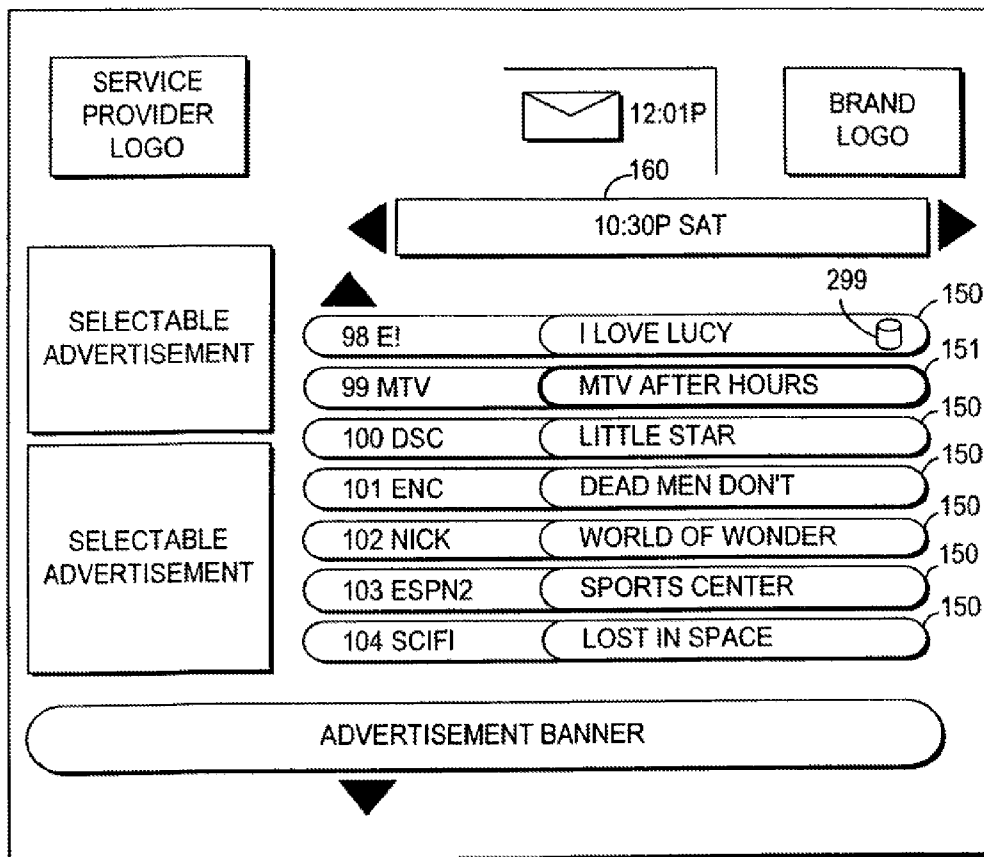 SERVICE
PROVIDER
LOGO
12:01P
BRAND
LOGO
160
10:30P SAT
SELECTABLE
ADVERTISEMENT
299
98 E! I LOVE LUCY 150
99 MTV MTV AFTER HOURS 151
100 DSC LITTLE STAR 150
101 ENC DEAD MEN DON'T 150
102 NICK WORLD OF WONDER 150
103 ESPN2 SPORTS CENTER 150
104 SCIFI LOST IN SPACE 150
SELECTABLE
ADVERTISEMENT
ADVERTISEMENT BANNER